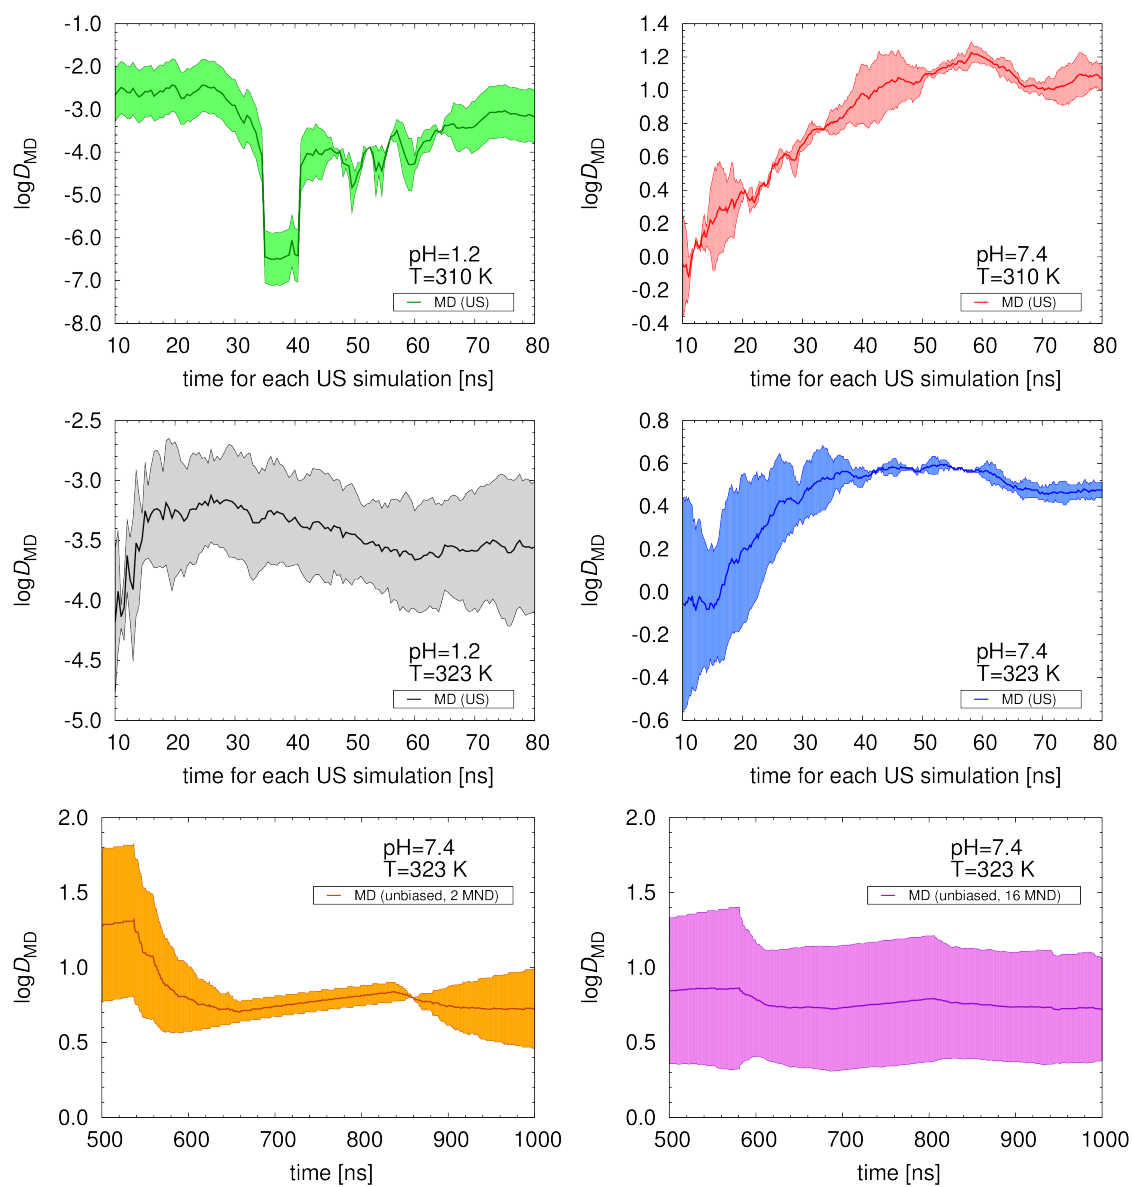 -1.0
-2.0
-3.0
-4.0
-5.0
-6.0
-7.0
-8.0
logD_MD
pH=1.2
T=310 K
MD (US)
10 20 30 40 50 60 70 80
time for each US simulation [ns]
1.4
1.2
1.0
0.8
0.6
0.4
0.2
0.0
-0.2
-0.4
logD_MD
pH=7.4
T=310 K
MD (US)
10 20 30 40 50 60 70 80
time for each US simulation [ns]
-2.5
-3.0
-3.5
-4.0
-4.5
-5.0
logD_MD
pH=1.2
T=323 K
MD (US)
10 20 30 40 50 60 70 80
time for each US simulation [ns]
0.8
0.6
0.4
0.2
0.0
-0.2
-0.4
-0.6
logD_MD
pH=7.4
T=323 K
MD (US)
10 20 30 40 50 60 70 80
time for each US simulation [ns]
2.0
1.5
1.0
0.5
0.0
logD_MD
pH=7.4
T=323 K
MD (unbiased, 2 MND)
500 600 700 800 900 1000
time [ns]
2.0
1.5
1.0
0.5
0.0
logD_MD
pH=7.4
T=323 K
MD (unbiased, 16 MND)
500 600 700 800 900 1000
time [ns]